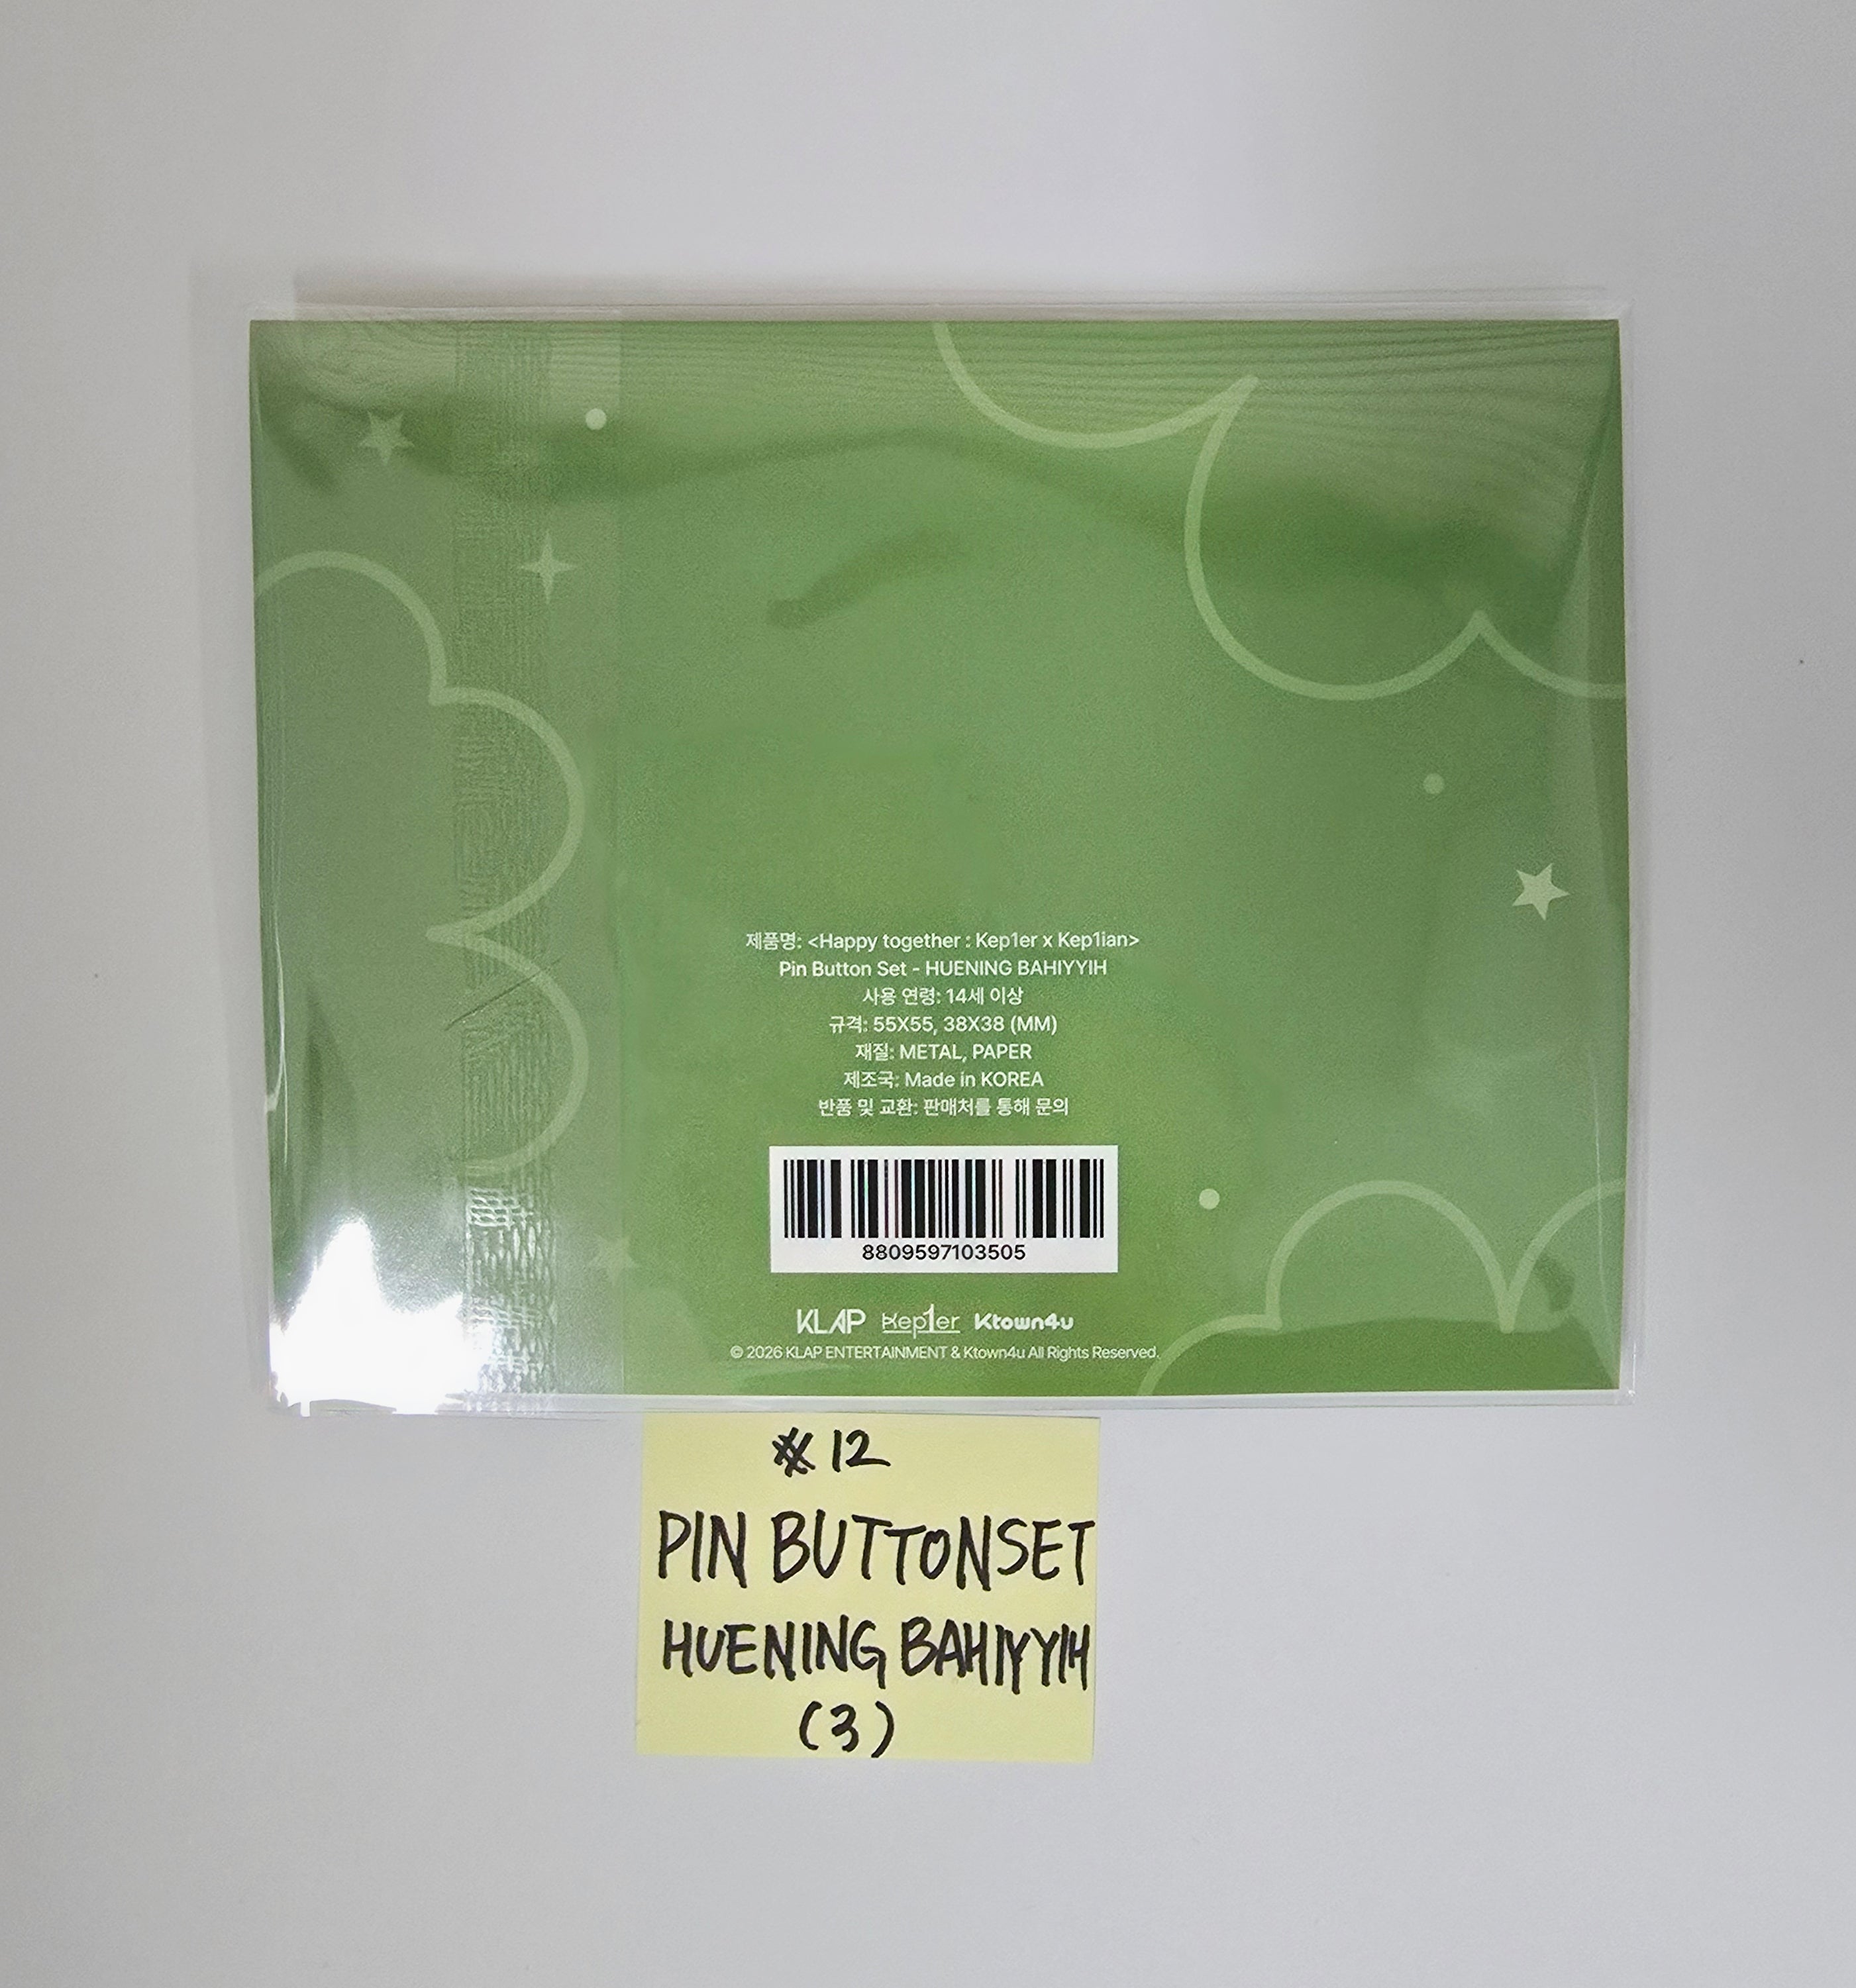 제품명: <Happy together : Kep1er x Kep1ian>
Pin Button Set - HUENING BAHIYYIH
사용 연령: 14세 이상
규격: 55X55, 38X38 (MM)
재질: METAL, PAPER
제조국: Made in KOREA
반품 및 교환: 판매처를 통해 문의
8809597103505
KLAP Kep1er Ktown4u
© 2026 KLAP ENTERTAINMENT & Ktown4u All Rights Reserved.
#12
PIN BUTTONSET
HUENING BAHIYYIH
(3)